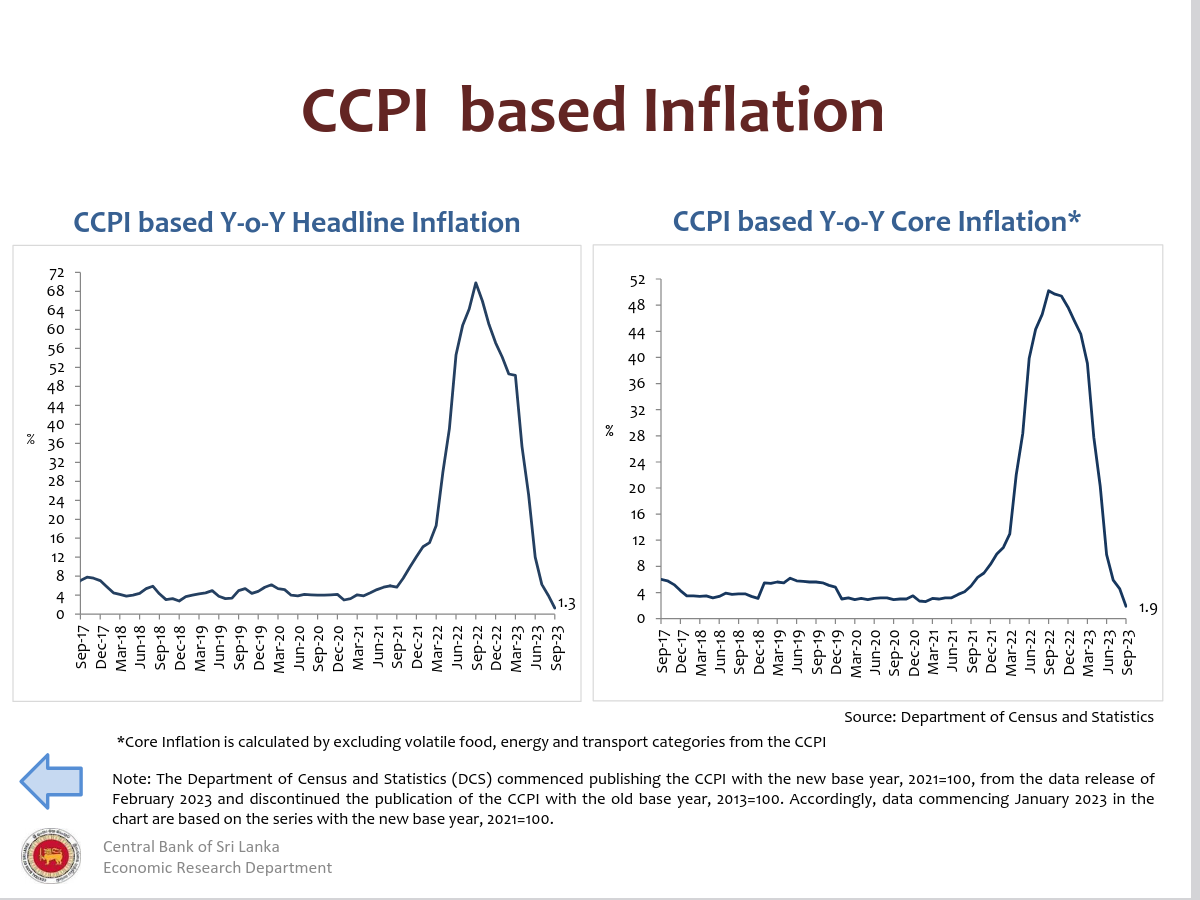 CCPI  based Inflation
CCPI based Y-o-Y Headline Inflation
72
68
64
60
56
52
48
44
40
36
32
28
24
20
16
12
8
4
0
%
1.3
Sep-17
Dec-17
Mar-18
Jun-18
Sep-18
Dec-18
Mar-19
Jun-19
Sep-19
Dec-19
Mar-20
Jun-20
Sep-20
Dec-20
Mar-21
Jun-21
Sep-21
Dec-21
Mar-22
Jun-22
Sep-22
Dec-22
Mar-23
Jun-23
Sep-23
CCPI based Y-o-Y Core Inflation*
52
48
44
40
36
32
28
24
20
16
12
8
4
0
%
1.9
Sep-17
Dec-17
Mar-18
Jun-18
Sep-18
Dec-18
Mar-19
Jun-19
Sep-19
Dec-19
Mar-20
Jun-20
Sep-20
Dec-20
Mar-21
Jun-21
Sep-21
Dec-21
Mar-22
Jun-22
Sep-22
Dec-22
Mar-23
Jun-23
Sep-23
Source: Department of Census and Statistics
*Core Inflation is calculated by excluding volatile food, energy and transport categories from the CCPI
Note: The Department of Census and Statistics (DCS) commenced publishing the CCPI with the new base year, 2021=100, from the data release of
February 2023 and discontinued the publication of the CCPI with the old base year, 2013=100. Accordingly, data commencing January 2023 in the
chart are based on the series with the new base year, 2021=100.
Central Bank of Sri Lanka
Economic Research Department